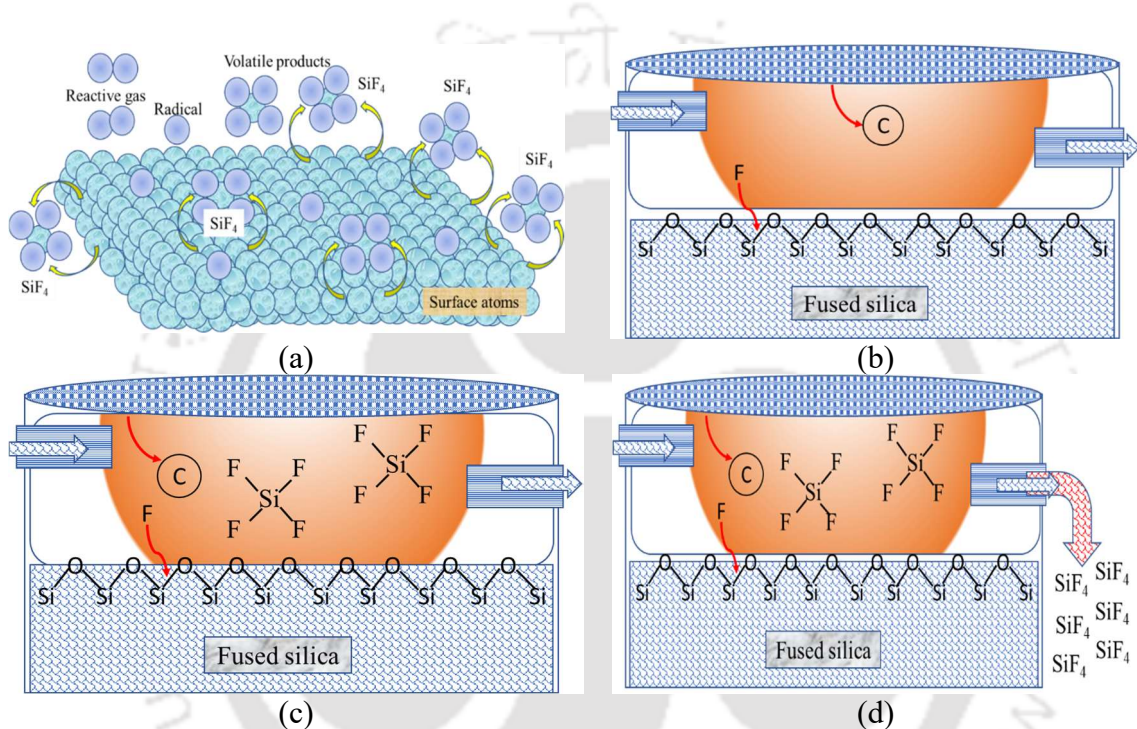 Volatile products
SiF4
Reactive gas
Radical
SiF4
SiF4
SiF4
SiF4
Surface atoms
(a)
C
F
O O O O O O O O O
Si Si Si Si Si Si Si Si Si Si
Fused silica
(b)
F F
Si
F F
C
F F
Si
F F
F
O O O O O O O O O
Si Si Si Si Si Si Si Si Si Si
Fused silica
(c)
F F
Si
F F
C
F F
Si
F F
F
O O O O O O O O O
Si Si Si Si Si Si Si Si Si Si
Fused silica
SiF4 SiF4
SiF4 SiF4
SiF4 SiF4
(d)